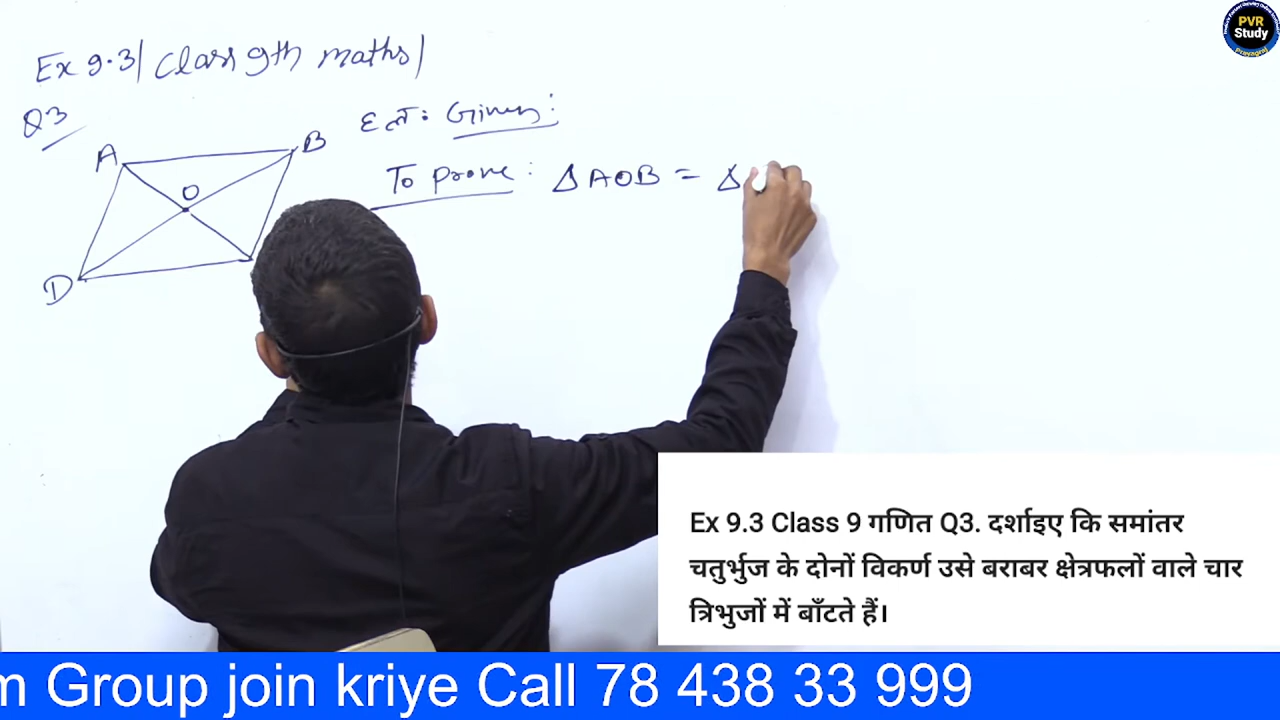 PVR
Study
Prayagraj
Ex 9.3| Class 9th maths|
Q3
A
B
O
D
हल: Given:
To prove: △AOB = △
Ex 9.3 Class 9 गणित Q3. दर्शाइए कि समांतर
चतुर्भुज के दोनों विकर्ण उसे बराबर क्षेत्रफलों वाले चार
त्रिभुजों में बाँटते हैं।
m Group join kriye Call 78 438 33 999